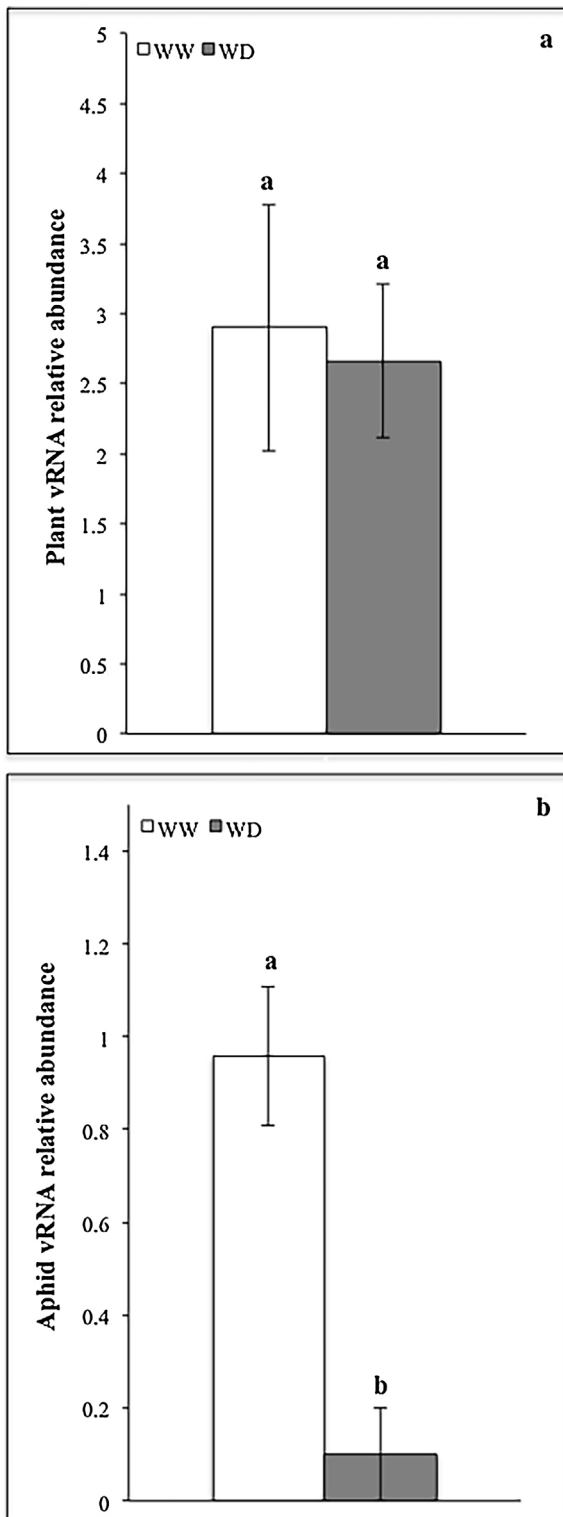 a
WW WD
5
4.5
4
3.5
3
2.5
2
1.5
1
0.5
0
a
a
Plant vRNA relative abundance
b
WW WD
1.4
1.2
1
0.8
0.6
0.4
0.2
0
a
b
Aphid vRNA relative abundance